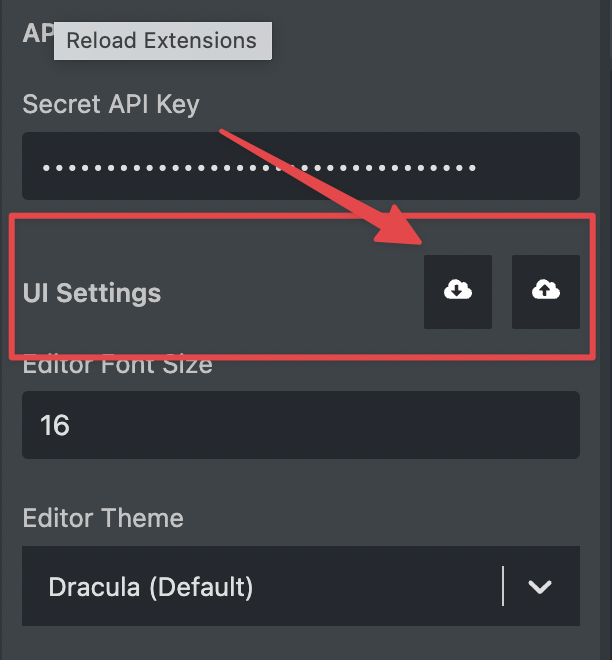 AP
Reload Extensions
Secret API Key
UI Settings
Editor Font Size
16
Editor Theme
Dracula (Default)